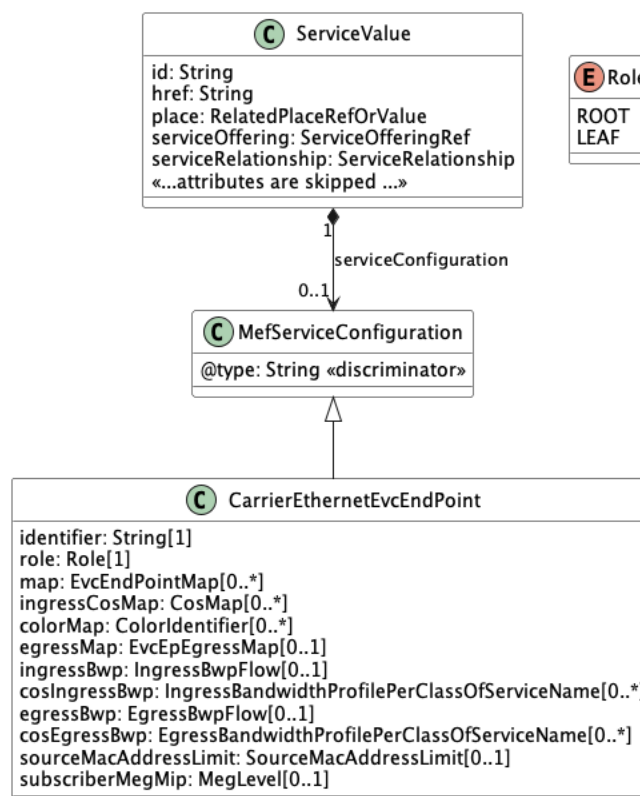 C ServiceValue
id: String
href: String
place: RelatedPlaceRefOrValue
serviceOffering: ServiceOfferingRef
serviceRelationship: ServiceRelationship
«...attributes are skipped ...»
E Role
ROOT
LEAF
1
serviceConfiguration
0..1
C MefServiceConfiguration
@type: String «discriminator»
C CarrierEthernetEvcEndPoint
identifier: String[1]
role: Role[1]
map: EvcEndPointMap[0..*]
ingressCosMap: CosMap[0..*]
colorMap: ColorIdentifier[0..*]
egressMap: EvcEpEgressMap[0..1]
ingressBwp: IngressBwpFlow[0..1]
cosIngressBwp: IngressBandwidthProfilePerClassOfServiceName[0..*]
egressBwp: EgressBwpFlow[0..1]
cosEgressBwp: EgressBandwidthProfilePerClassOfServiceName[0..*]
sourceMacAddressLimit: SourceMacAddressLimit[0..1]
subscriberMegMip: MegLevel[0..1]